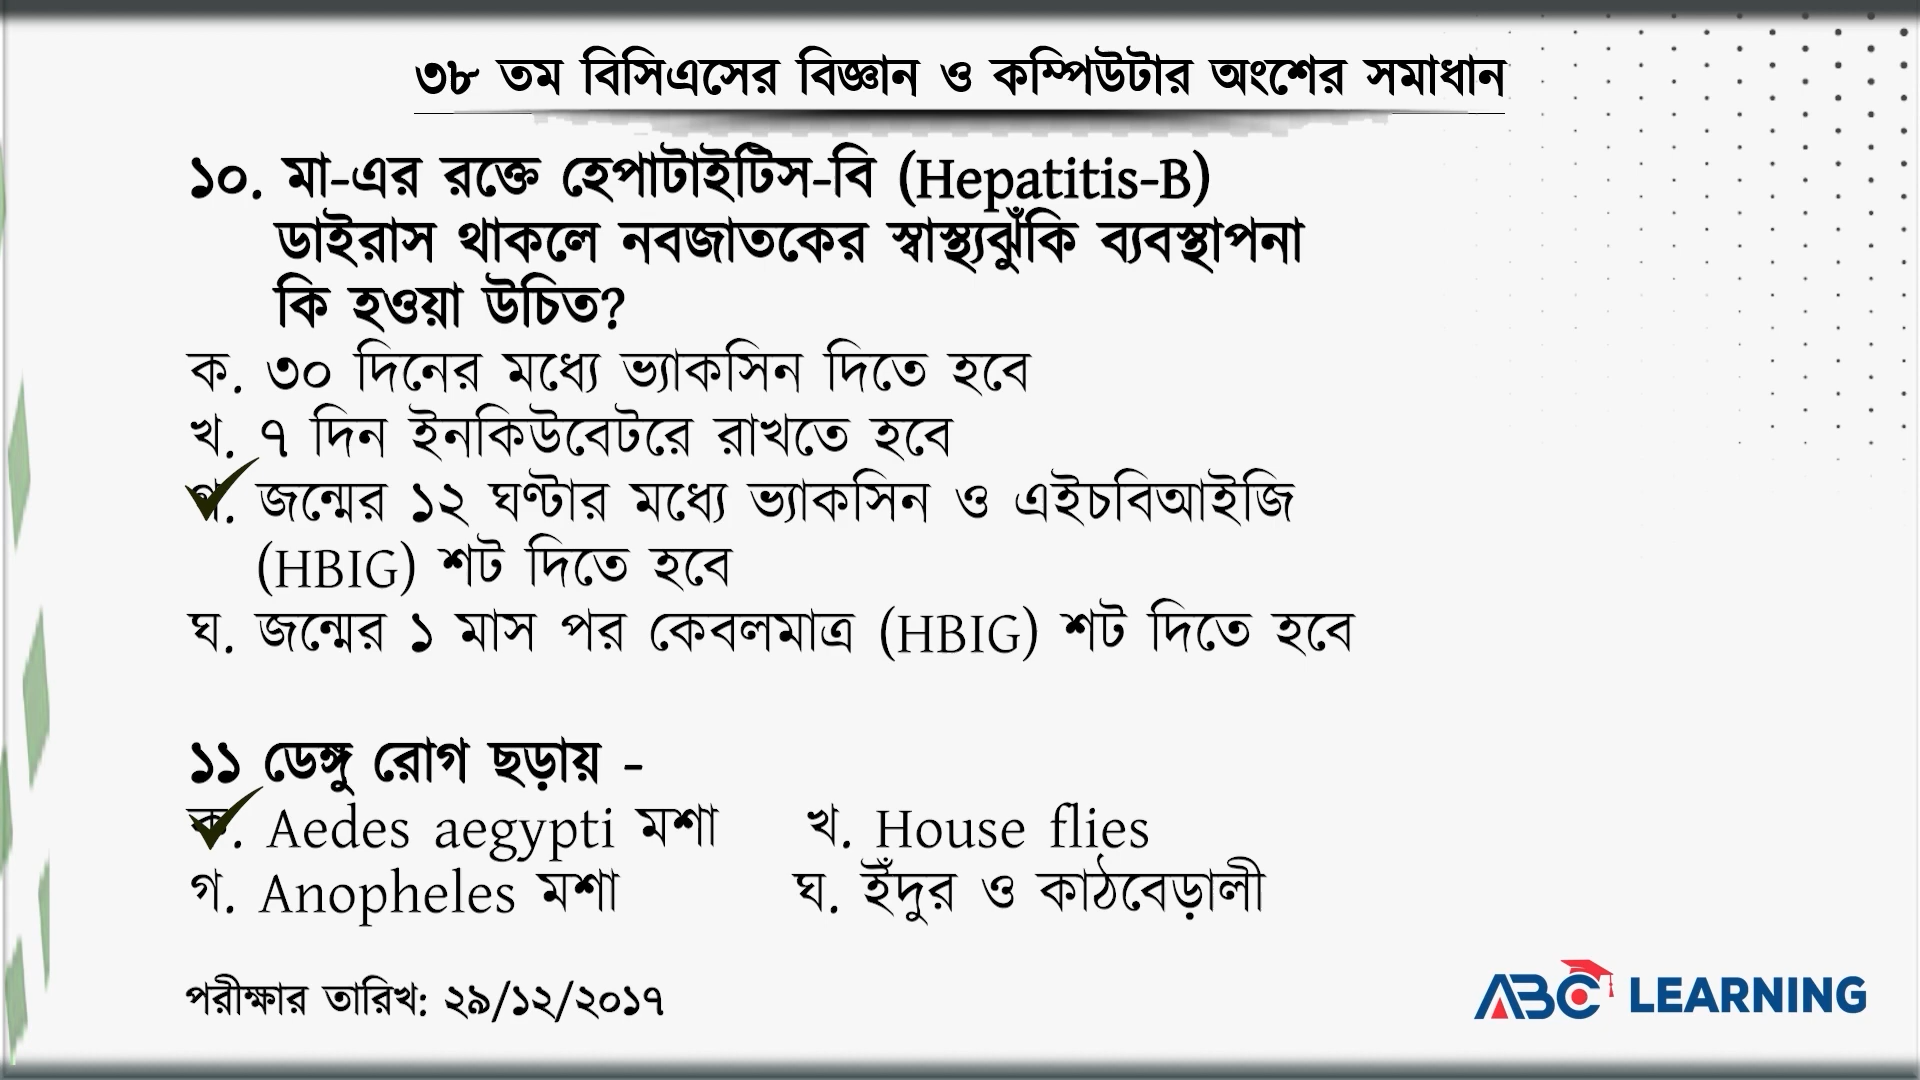 ৩৮ তম বিসিএসের বিজ্ঞান ও কম্পিউটার অংশের সমাধান
১০. মা-এর রক্তে হেপাটাইটিস-বি (Hepatitis-B)
ডাইরাস থাকলে নবজাতকের স্বাস্থ্যঝুঁকি ব্যবস্থাপনা
কি হওয়া উচিত?
ক. ৩০ দিনের মধ্যে ভ্যাকসিন দিতে হবে
খ. ৭ দিন ইনকিউবেটরে রাখতে হবে
গ. জন্মের ১২ ঘণ্টার মধ্যে ভ্যাকসিন ও এইচবিআইজি
(HBIG) শট দিতে হবে
ঘ. জন্মের ১ মাস পর কেবলমাত্র (HBIG) শট দিতে হবে
১১ ডেঙ্গু রোগ ছড়ায় -
ক. Aedes aegypti মশা খ. House flies
গ. Anopheles মশা ঘ. ইঁদুর ও কাঠবেড়ালী
পরীক্ষার তারিখ: ২৯/১২/২০১৭
ABC LEARNING